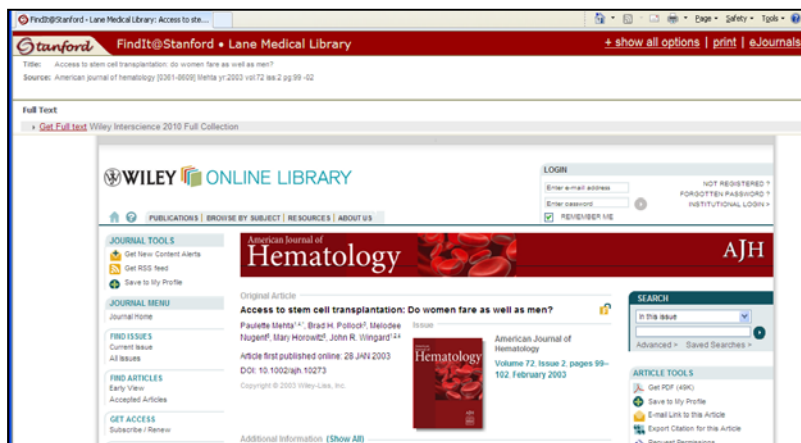 FindIt@Stanford - Lane Medical Library: Access to ste....
Page Safety Tools
Stanford FindIt@Stanford • Lane Medical Library
+ show all options | print | eJournals
Title: Access to stem cell transplantation: do women fare as well as men?
Source: American journal of hematology [0361-8609] Mehta yr:2003 vol:72 iss:2 pg:99 -02
Full Text
Get Full text Wiley Interscience 2010 Full Collection
WILEY ONLINE LIBRARY
LOGIN
Enter e-mail address
Enter password
REMEMBER ME
NOT REGISTERED ?
FORGOTTEN PASSWORD ?
INSTITUTIONAL LOGIN >
PUBLICATIONS | BROWSE BY SUBJECT | RESOURCES | ABOUT US
JOURNAL TOOLS
Get New Content Alerts
Get RSS feed
Save to My Profile
JOURNAL MENU
Journal Home
FIND ISSUES
Current Issue
All Issues
FIND ARTICLES
Early View
Accepted Articles
GET ACCESS
Subscribe / Renew
American Journal of
Hematology
AJH
Original Article
Access to stem cell transplantation: Do women fare as well as men?
Paulette Mehta, Brad H. Pollock, Melodee
Nugent, Mary Horowitz, John R. Wingard
Article first published online: 28 JAN 2003
DOI: 10.1002/ajh.10273
Copyright © 2003 Wiley-Liss, Inc.
Additional Information (Show All)
Issue
Hematology
American Journal of
Hematology
Volume 72, Issue 2, pages 99–
102, February 2003
SEARCH
In this issue
Advanced > Saved Searches >
ARTICLE TOOLS
Get PDF (49K)
Save to My Profile
E-mail Link to this Article
Export Citation for this Article
Request Permissions